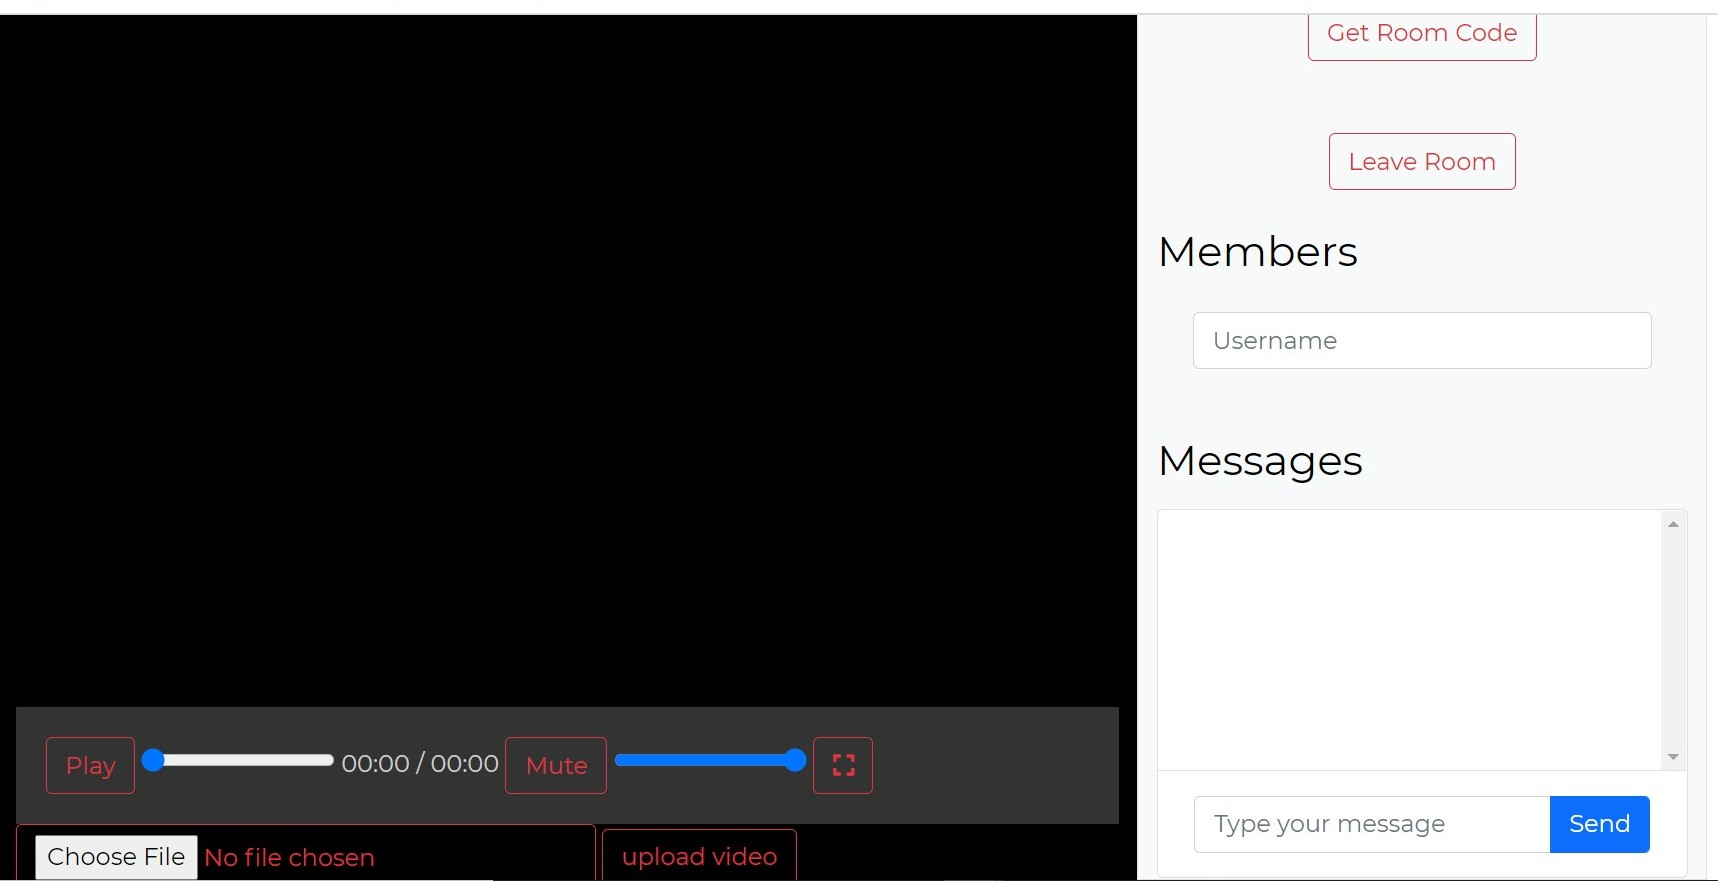 Get Room Code
Leave Room
Members
Username
Messages
Type your message
Send
Play
00:00 / 00:00
Mute
Choose File
No file chosen
upload video